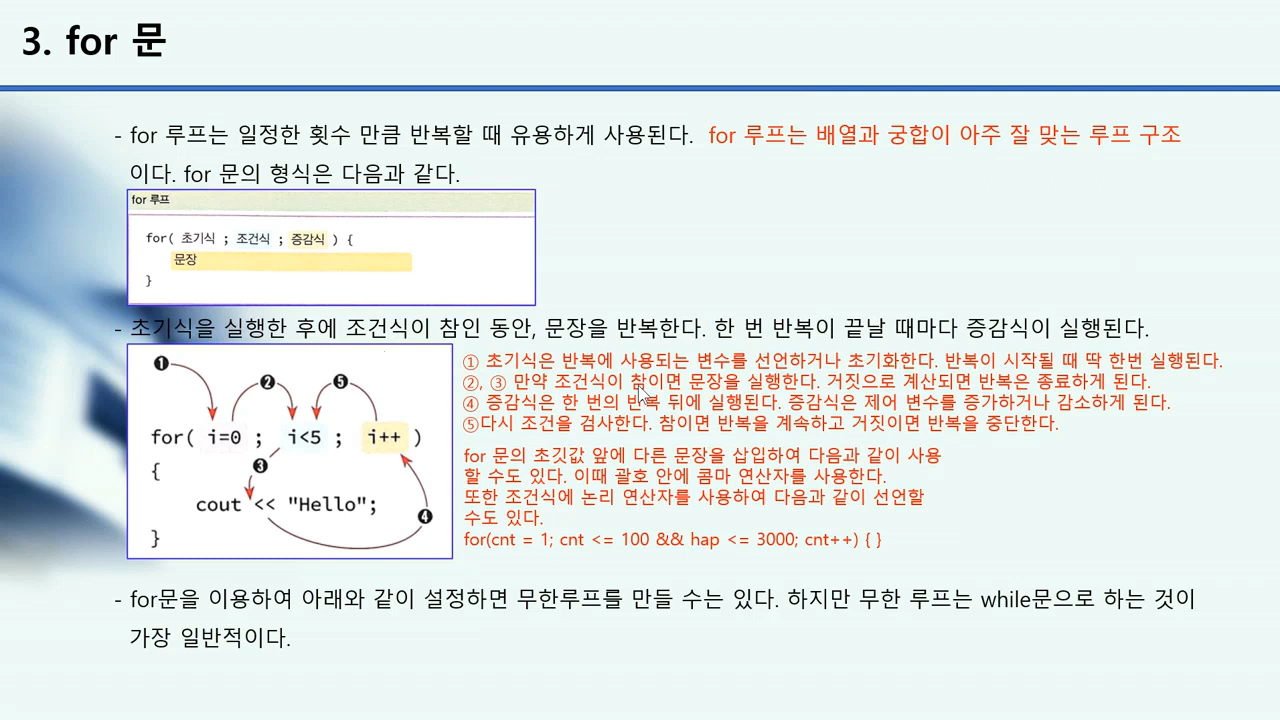 3. for 문
- for 루프는 일정한 횟수 만큼 반복할 때 유용하게 사용된다. for 루프는 배열과 궁합이 아주 잘 맞는 루프 구조
이다. for 문의 형식은 다음과 같다.
for 루프
for( 초기식 ; 조건식 ; 증감식 ) {
문장
}
- 초기식을 실행한 후에 조건식이 참인 동안, 문장을 반복한다. 한 번 반복이 끝날 때마다 증감식이 실행된다.
❶
❷
❺
for( i=0 ; i<5 ; i++ )
{
❸
cout << "Hello";
❹
}
① 초기식은 반복에 사용되는 변수를 선언하거나 초기화한다. 반복이 시작될 때 딱 한번 실행된다.
②, ③ 만약 조건식이 참이면 문장을 실행한다. 거짓으로 계산되면 반복은 종료하게 된다.
④ 증감식은 한 번의 반복 뒤에 실행된다. 증감식은 제어 변수를 증가하거나 감소하게 된다.
⑤다시 조건을 검사한다. 참이면 반복을 계속하고 거짓이면 반복을 중단한다.
for 문의 초깃값 앞에 다른 문장을 삽입하여 다음과 같이 사용
할 수도 있다. 이때 괄호 안에 콤마 연산자를 사용한다.
또한 조건식에 논리 연산자를 사용하여 다음과 같이 선언할
수도 있다.
for(cnt = 1; cnt <= 100 && hap <= 3000; cnt++) { }
- for문을 이용하여 아래와 같이 설정하면 무한루프를 만들 수는 있다. 하지만 무한 루프는 while문으로 하는 것이
가장 일반적이다.